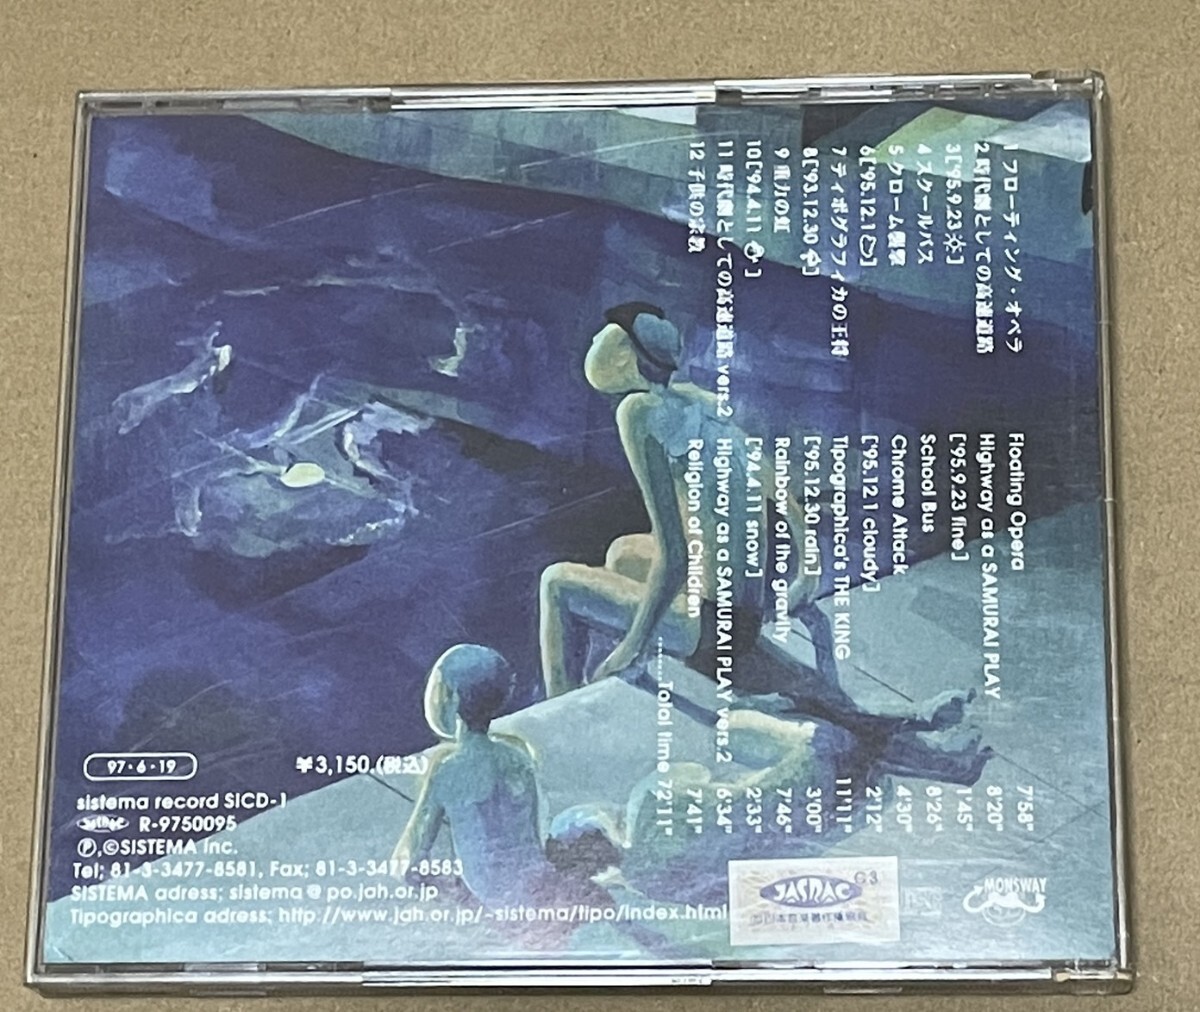 1 フローティング・オペラ Floating Opera 7'58"
2 時代劇としての高速道路 Highway as a SAMURAI PLAY 8'20"
3 ['95.9.23 ] ['95.9.23 fine] 1'45"
4 スクールバス School Bus 8'26"
5 クローム襲撃 Chrome Attack 4'30"
6 ['95.12.1 ] ['95.12.1 cloudy] 2'12"
7 ティポグラフィカの王将 Tipographica's THE KING 11'11"
8 ['93.12.30 ] ['95.12.30 rain] 3'00"
9 重力の虹 Rainbow of the gravity 7'46"
10 ['94.4.11 ] ['94.4.11 snow] 2'33"
11 時代劇としての高速道路 vers.2 Highway as a SAMURAI PLAY vers.2 6'34"
12 子供の宗教 Religion of Children 7'41"
.........Total time 72'11"
97・6・19
¥3,150.(税込)
sistema record SICD-1
R-9750095
Ⓟ,©SISTEMA Inc.
Tel; 81-3-3477-8581, Fax; 81-3-3477-8583
SISTEMA adress; sistema@po.jah.or.jp
Tipographica adress; http://www.jah.or.jp/~sistema/tipo/index.html
G3
JASRAC
MONSWAY